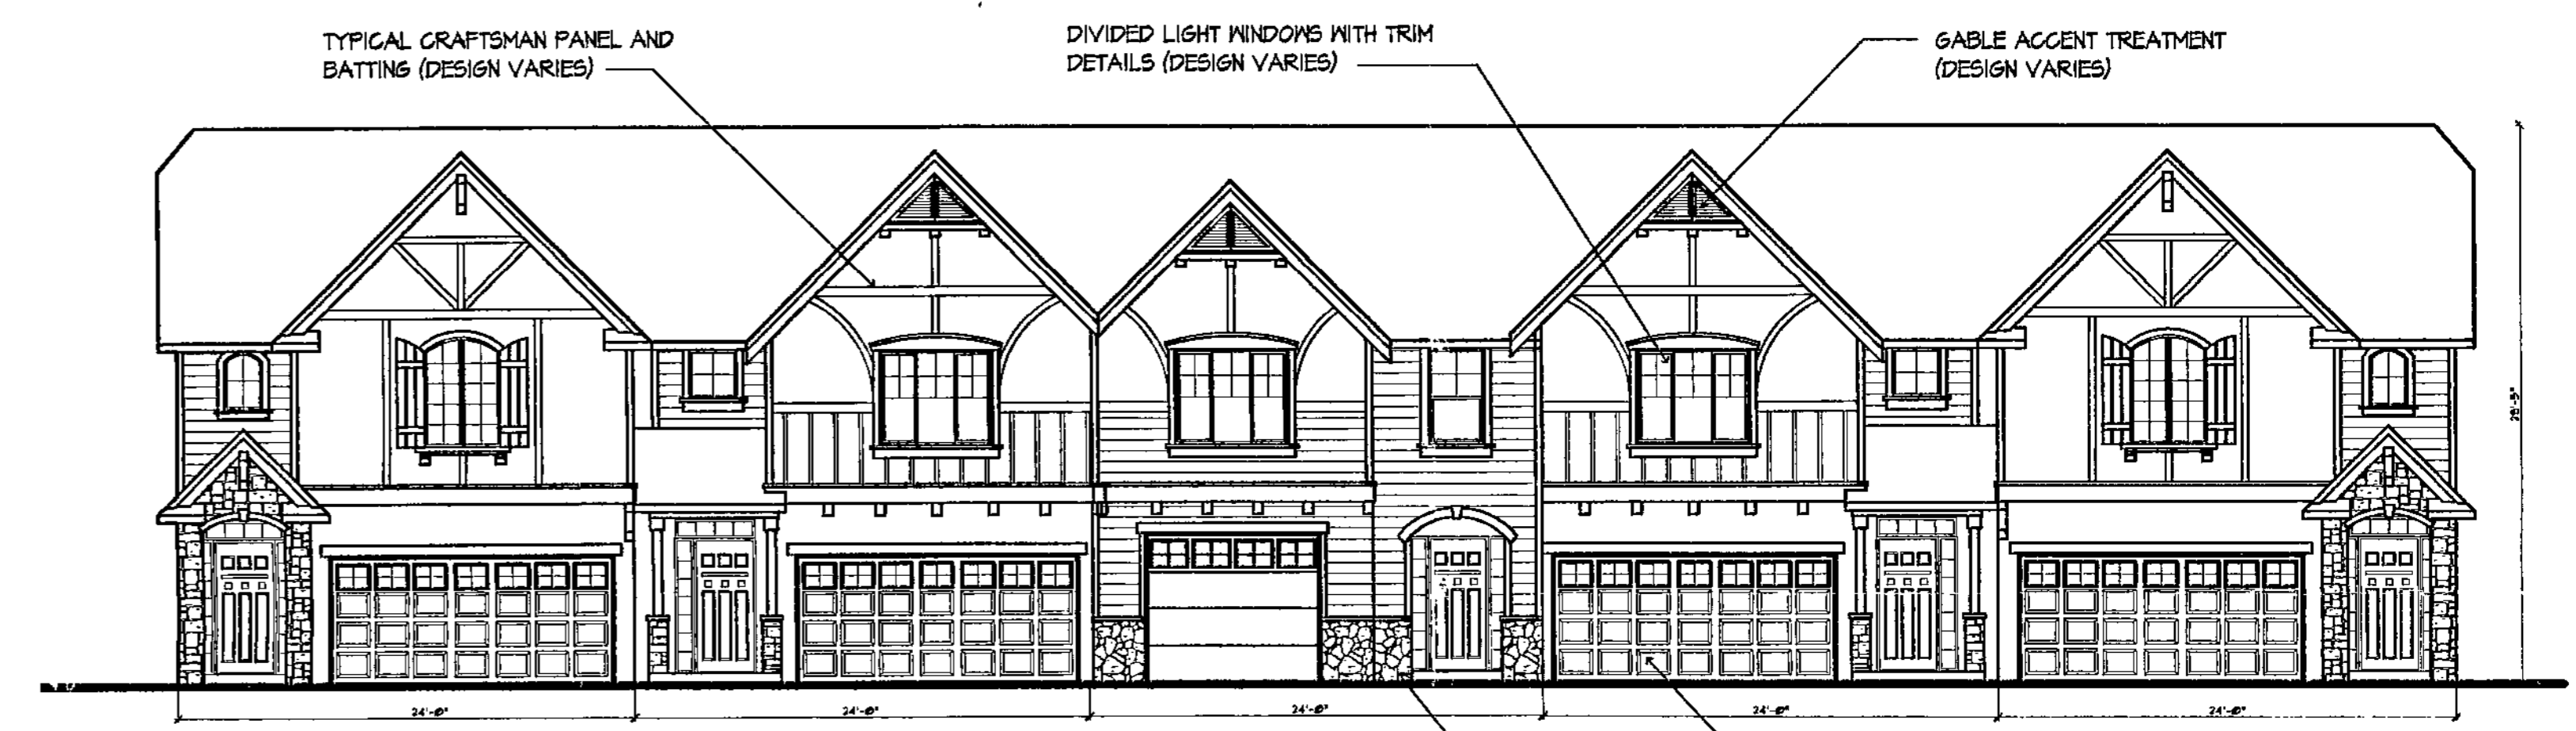 TYPICAL CRAFTSMAN PANEL AND
BATTING (DESIGN VARIES)
DIVIDED LIGHT WINDOWS WITH TRIM
DETAILS (DESIGN VARIES)
GABLE ACCENT TREATMENT
(DESIGN VARIES)
24'-0"
24'-0"
24'-0"
24'-0"
24'-0"